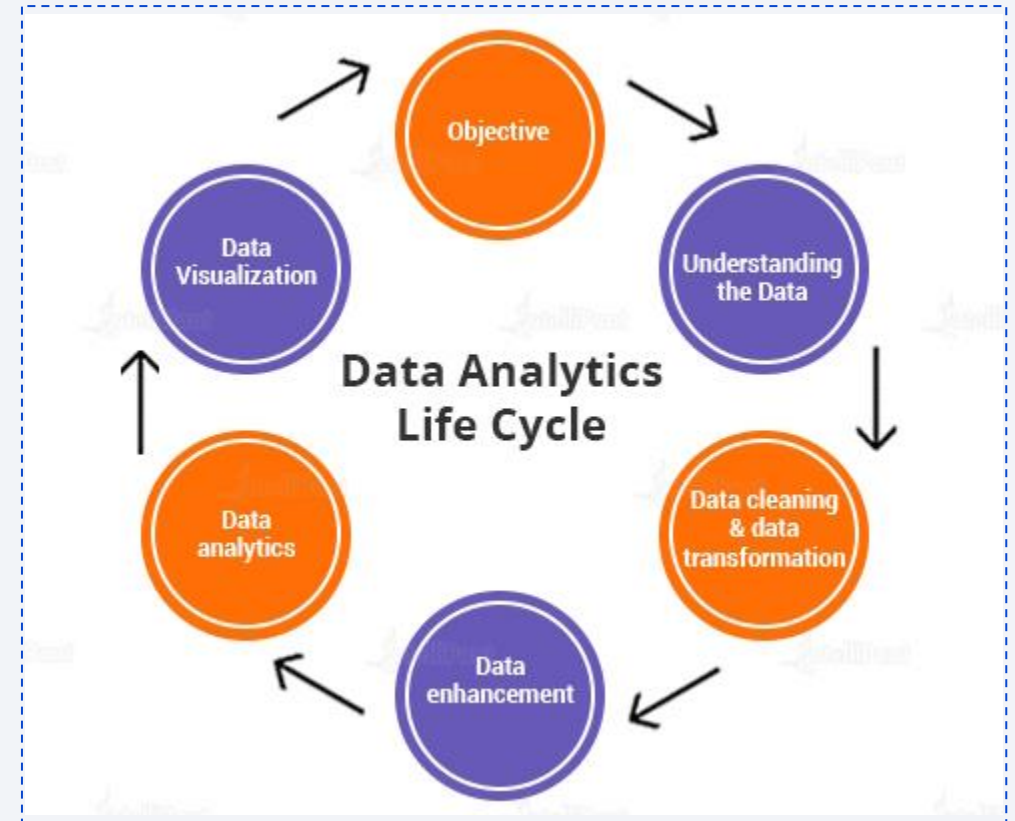 Objective
Understanding
the Data
Data cleaning
& data
transformation
Data
enhancement
Data
analytics
Data
Visualization
Data Analytics
Life Cycle